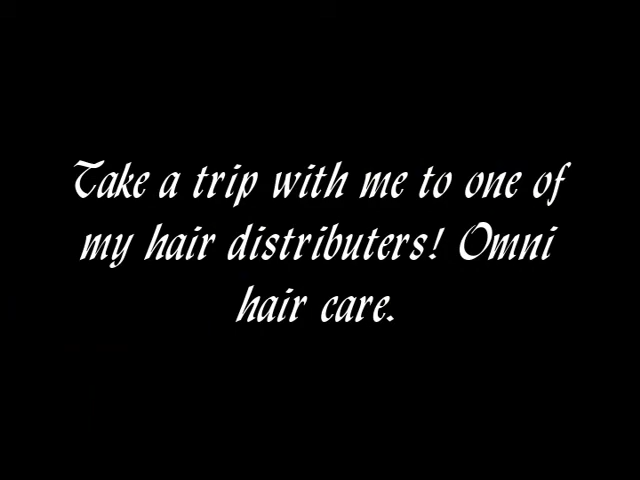 Take a trip with me to one of
my hair distributers! Omni
hair care.